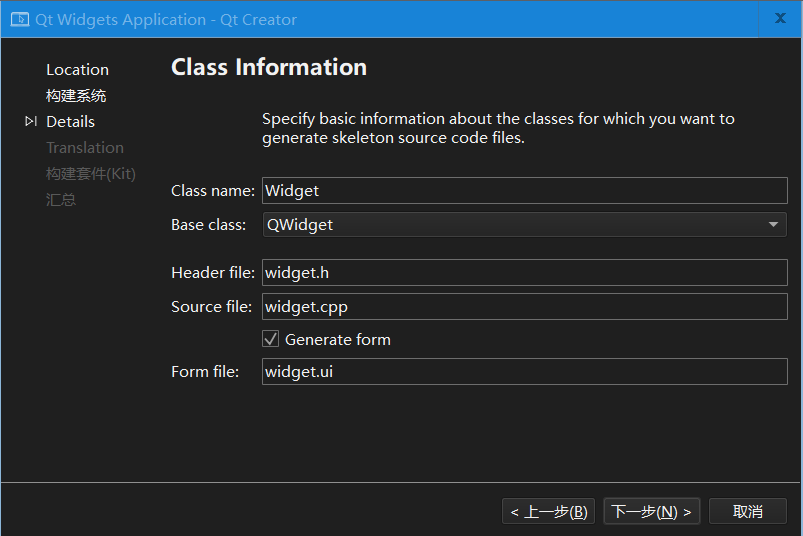 Qt Widgets Application - Qt Creator
x
Location
构建系统
Details
Translation
构建套件(Kit)
汇总
Class Information
Specify basic information about the classes for which you want to
generate skeleton source code files.
Class name: Widget
Base class: QWidget
Header file: widget.h
Source file: widget.cpp
Generate form
Form file: widget.ui
< 上一步(B) 下一步(N) > 取消